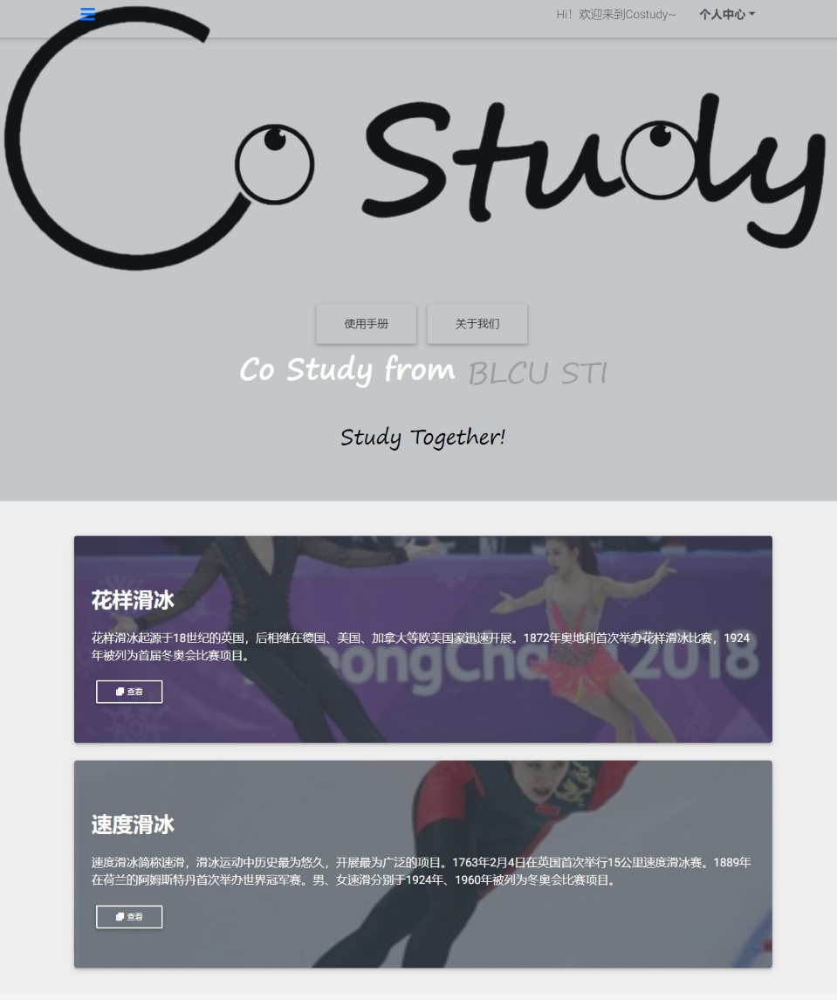 Hi！欢迎来到Costudy~
个人中心
Co Study
使用手册
关于我们
Co Study from BLCU STI
Study Together!
花样滑冰
花样滑冰起源于18世纪的英国，后相继在德国、美国、加拿大等欧美国家迅速开展。1872年奥地利首次举办花样滑冰比赛，1924
年被列为首届冬奥会比赛项目。
eongCha 2018
查看
速度滑冰
速度滑冰简称速滑，滑冰运动中历史最为悠久，开展最为广泛的项目。1763年2月4日在英国首次举行15公里速度滑冰赛。1889年
在荷兰的阿姆斯特丹首次举办世界冠军赛。男、女速滑分别于1924年、1960年被列为冬奥会比赛项目。
查看